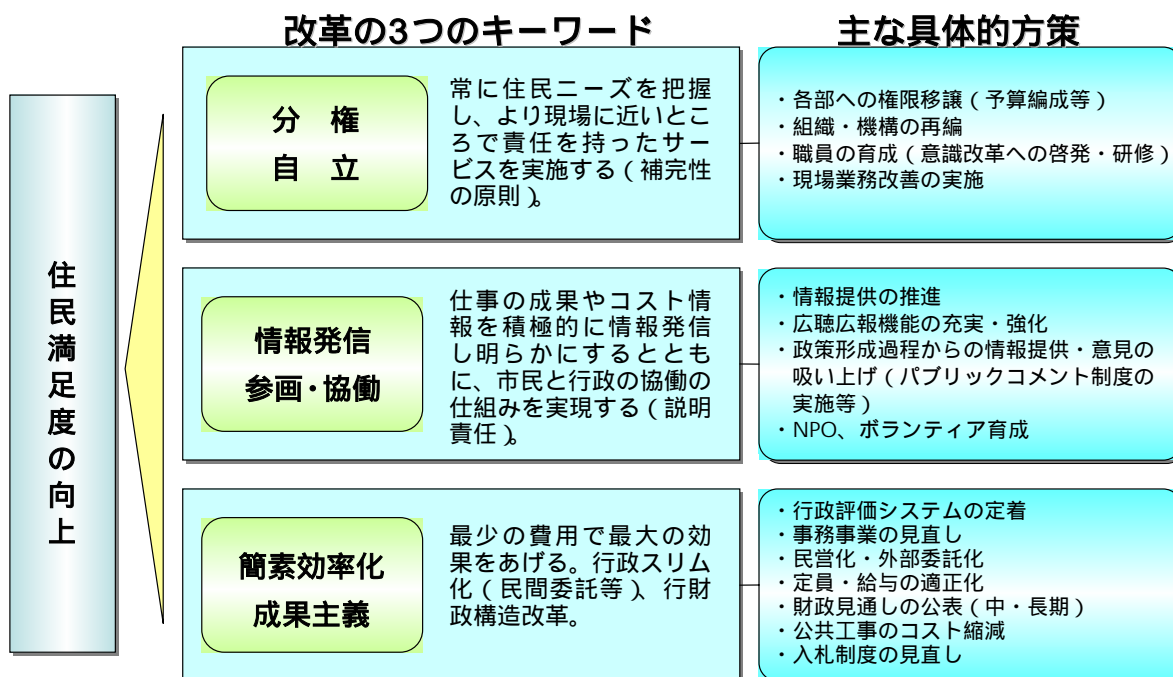 改革の3つのキーワード
主な具体的方策
住民満足度の向上
分　権
自　立
常に住民ニーズを把握
し、より現場に近いとこ
ろで責任を持ったサー
ビスを実施する（補完性
の原則）。
・各部への権限移譲（予算編成等）
・組織・機構の再編
・職員の育成（意識改革への啓発・研修）
・現場業務改善の実施
情報発信
参画・協働
仕事の成果やコスト情
報を積極的に情報発信
し明らかにするととも
に、市民と行政の協働の
仕組みを実現する（説明
責任）。
・情報提供の推進
・広聴広報機能の充実・強化
・政策形成過程からの情報提供・意見の
吸い上げ（パブリックコメント制度の
実施等）
・NPO、ボランティア育成
簡素効率化
成果主義
最少の費用で最大の効
果をあげる。行政スリム
化（民間委託等）、行財
政構造改革。
・行政評価システムの定着
・事務事業の見直し
・民営化・外部委託化
・定員・給与の適正化
・財政見通しの公表（中・長期）
・公共工事のコスト縮減
・入札制度の見直し